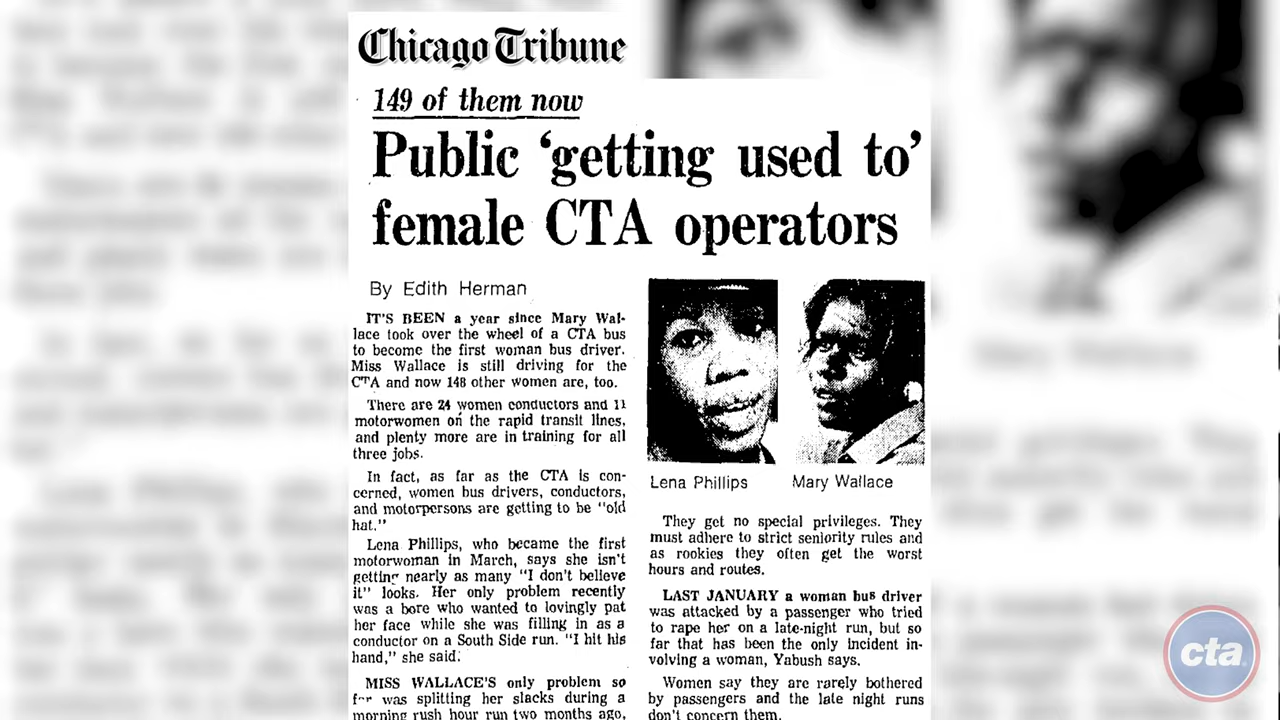 Chicago Tribune
149 of them now
Public ‘getting used to’
female CTA operators
By Edith Herman
IT'S BEEN a year since Mary Wal-
lace took over the wheel of a CTA bus
to become the first woman bus driver.
Miss Wallace is still driving for the
CTA and now 148 other women are, too.
There are 24 women conductors and 11
motorwomen on the rapid transit lines,
and plenty more are in training for all
three jobs.
In fact, as far as the CTA is con-
cerned, women bus drivers, conductors,
and motorpersons are getting to be "old
hat."
Lena Phillips, who became the first
motorwoman in March, says she isn't
getting nearly as many "I don't believe
it" looks. Her only problem recently
was a bore who wanted to lovingly pat
her face while she was filling in as a
conductor on a South Side run. "I hit his
hand," she said.
MISS WALLACE'S only problem so
far was splitting her slacks during a
morning rush hour run two months ago,
Lena Phillips
Mary Wallace
They get no special privileges. They
must adhere to strict seniority rules and
as rookies they often get the worst
hours and routes.
LAST JANUARY a woman bus driver
was attacked by a passenger who tried
to rape her on a late-night run, but so
far that has been the only incident in-
volving a woman, Yabush says.
Women say they are rarely bothered
by passengers and the late night runs
don't concern them.
cta